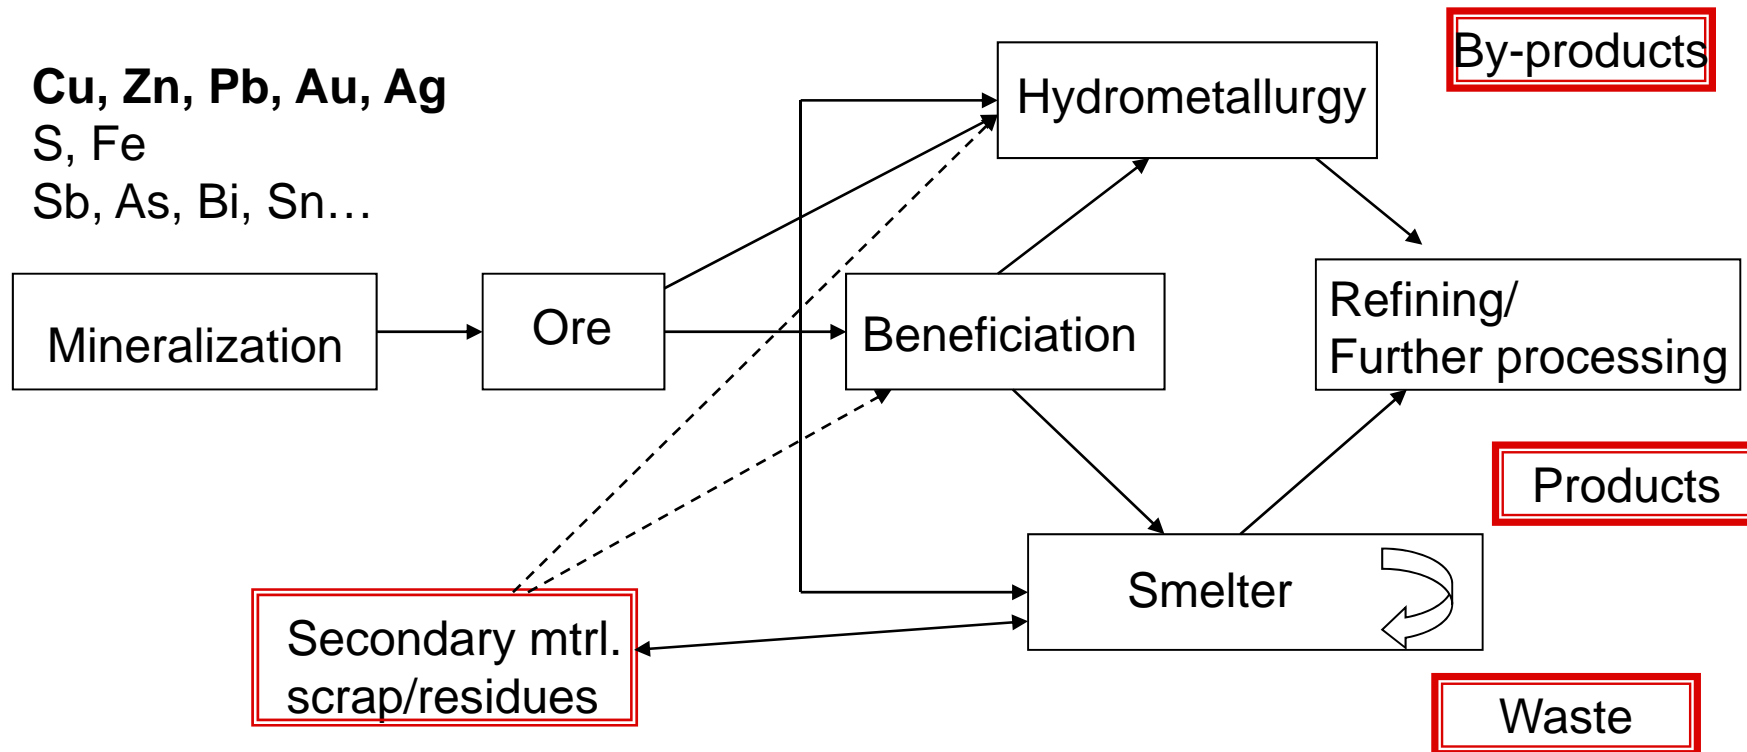 By-products
Cu, Zn, Pb, Au, Ag
S, Fe
Sb, As, Bi, Sn…
Hydrometallurgy
Mineralization
Ore
Beneficiation
Refining/
Further processing
Products
Smelter
Secondary mtrl.
scrap/residues
Waste